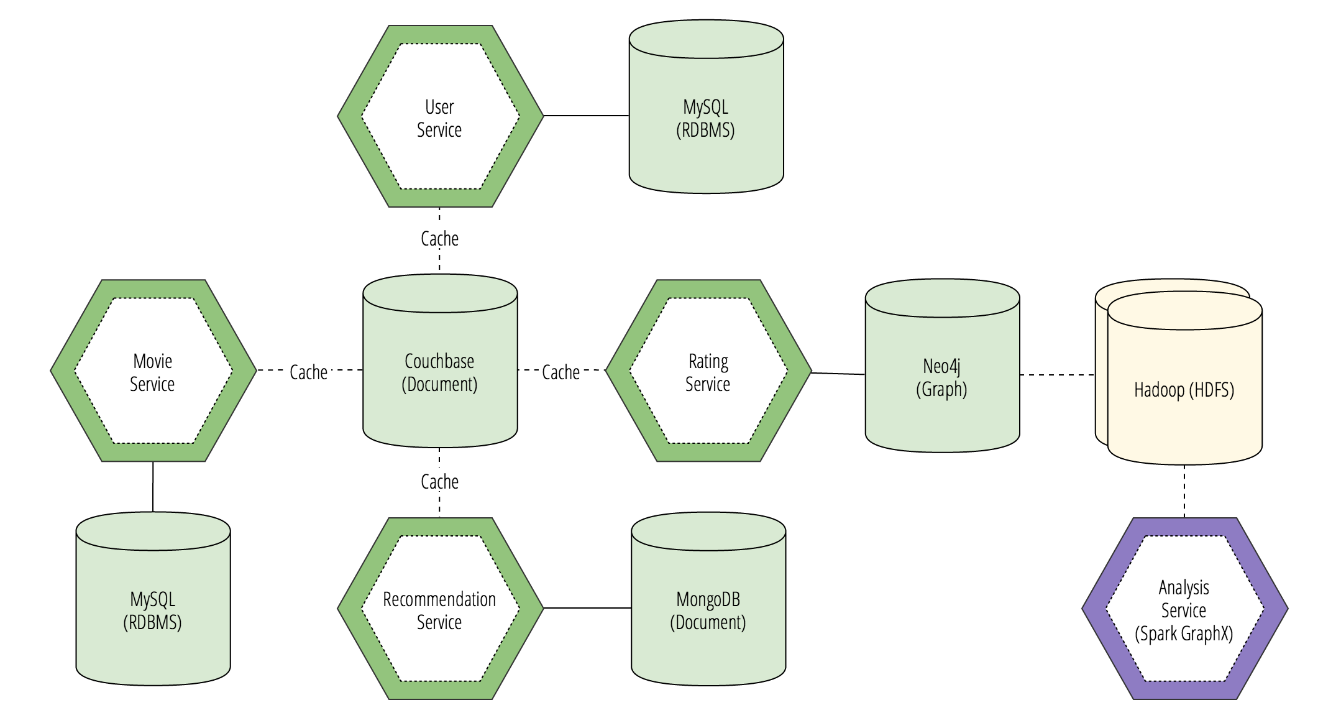 User
Service
MySQL
(RDBMS)
Cache
Movie
Service
Cache
Couchbase
(Document)
Cache
Rating
Service
Neo4j
(Graph)
Hadoop (HDFS)
Cache
MySQL
(RDBMS)
Recommendation
Service
MongoDB
(Document)
Analysis
Service
(Spark GraphX)